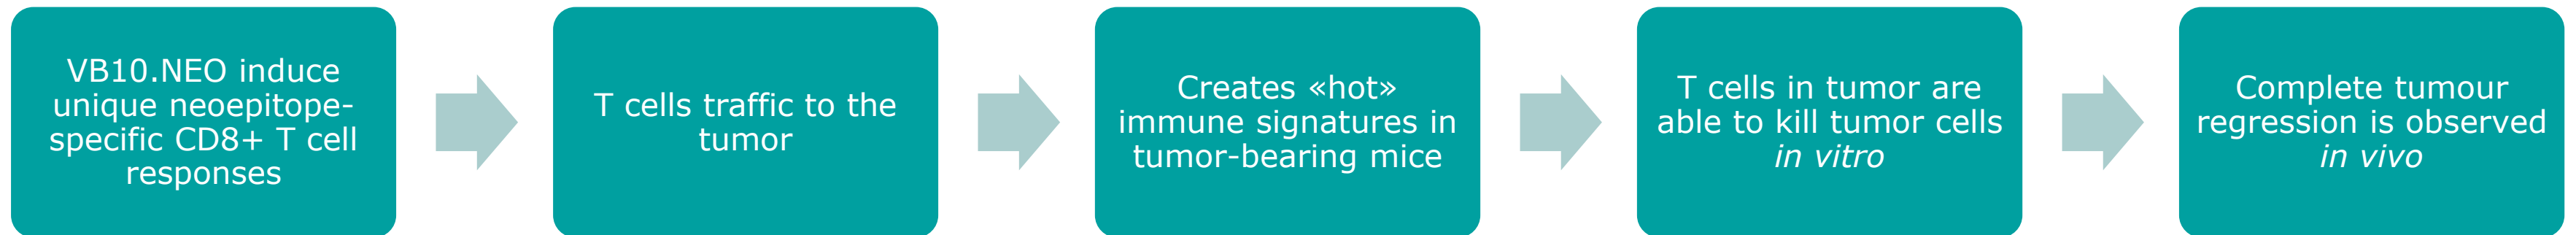 VB10.NEO induce
unique neoepitope-
specific CD8+ T cell
responses
T cells traffic to the
tumor
Creates «hot»
immune signatures in
tumor-bearing mice
T cells in tumor are
able to kill tumor cells
in vitro
Complete tumour
regression is observed
in vivo